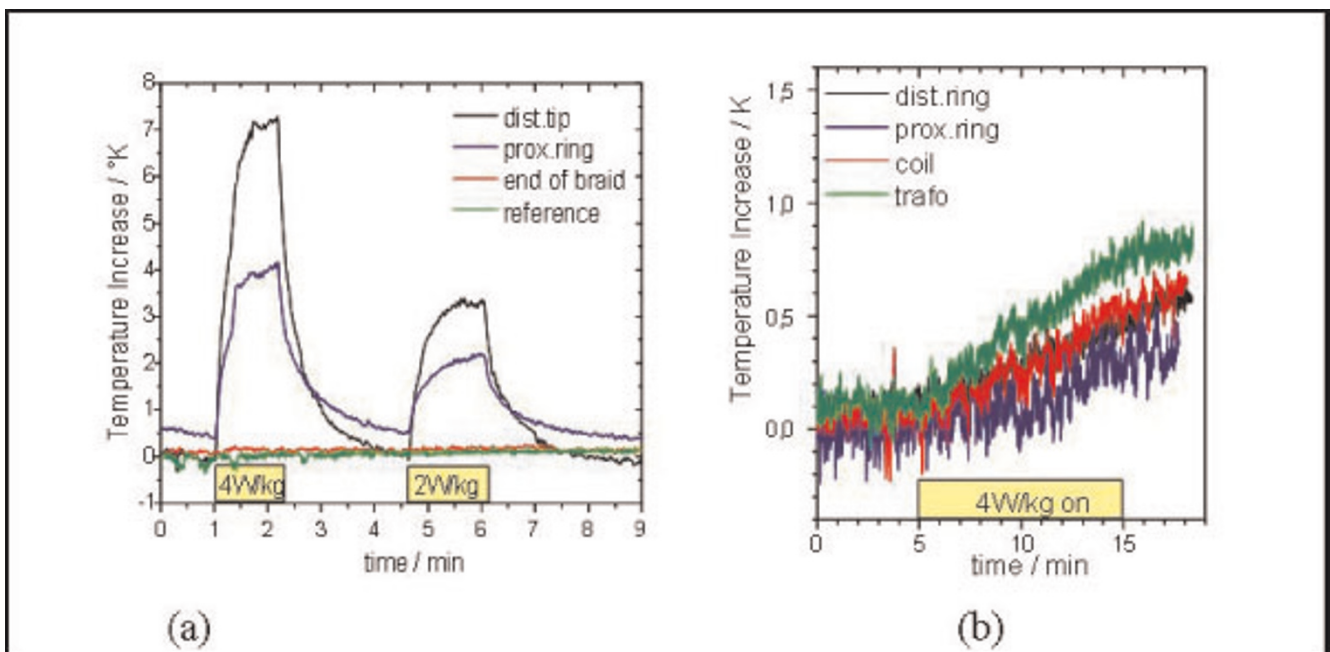 8
7
6
5
4
3
2
1
0
-1
Temperature Increase / °K
dist.tip
prox.ring
end of braid
reference
4W/kg
2W/kg
0 1 2 3 4 5 6 7 8 9
time / min
(a)
1,5
1,0
0,5
0,0
Temperature Increase / K
dist.ring
prox.ring
coil
trafo
4W/kg on
0 5 10 15
time / min
(b)